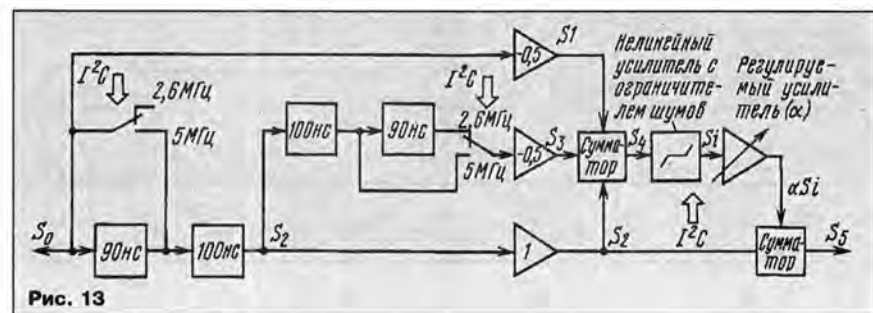 I²C
2,6МГц
5МГц
-0,5
S1
I²C
100нс
90нс
2,6МГц
5МГц
-0,5
S3
Сумма-
тор
S4
Нелинейный
усилитель с
ограничите-
лем шумов
Si
I²C
Регулируе-
мый усили-
тель (α)
αSi
S0
90нс
100нс
S2
1
S2
Сумма-
тор
S5
Рис. 13